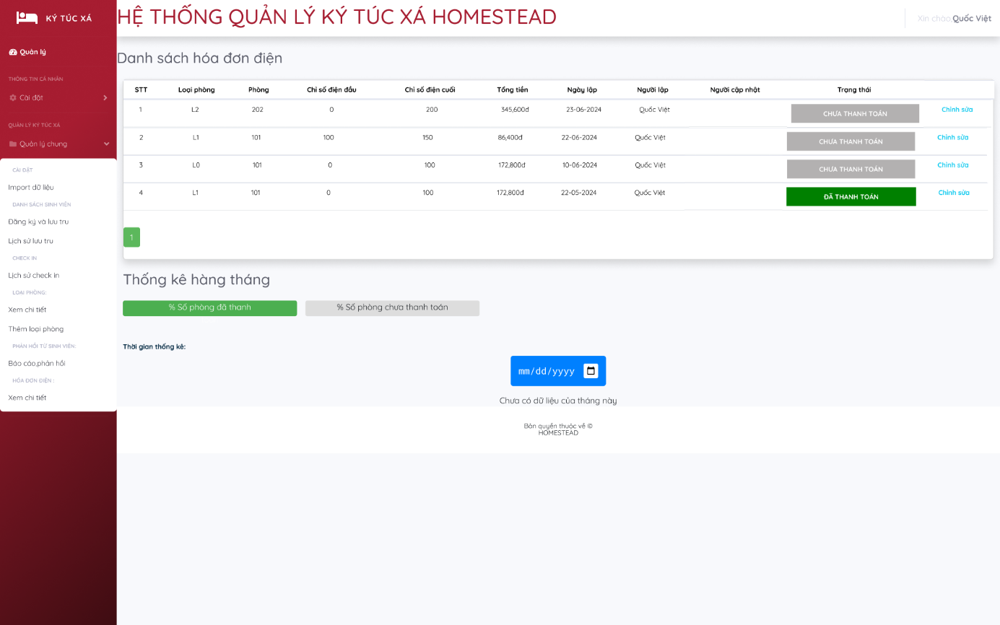 KÝ TÚC XÁ
HỆ THỐNG QUẢN LÝ KÝ TÚC XÁ HOMESTEAD
Xin chào,Quốc Việt
Quản lý
THÔNG TIN CÁ NHÂN
Cài đặt
QUẢN LÝ KÝ TÚC XÁ
Quản lý chung
CÀI ĐẶT
Import dữ liệu
DANH SÁCH SINH VIÊN
Đăng ký và lưu tru
Lịch sử lưu tru
CHECK IN
Lịch sử check in
LOẠI PHÒNG:
Xem chi tiết
Thêm loại phòng
PHẢN HỒI TỪ SINH VIÊN:
Báo cáo,phản hồi
HÓA ĐƠN ĐIỆN :
Xem chi tiết
Danh sách hóa đơn điện
STT Loại phòng Phòng Chỉ số điện đầu Chỉ số điện cuối Tổng tiền Ngày lập Người lập Người cập nhật Trạng thái
1 L2 202 0 200 345,600đ 23-06-2024 Quốc Việt CHƯA THANH TOÁN Chỉnh sửa
2 L1 101 100 150 86,400đ 22-06-2024 Quốc Việt CHƯA THANH TOÁN Chỉnh sửa
3 L0 101 0 100 172,800đ 10-06-2024 Quốc Việt CHƯA THANH TOÁN Chỉnh sửa
4 L1 101 0 100 172,800đ 22-05-2024 Quốc Việt ĐÃ THANH TOÁN Chỉnh sửa
1
Thống kê hàng tháng
% Số phòng đã thanh
% Số phòng chưa thanh toán
Thời gian thống kê:
mm/dd/yyyy
Chưa có dữ liệu của tháng này
Bản quyền thuộc về ©
HOMESTEAD